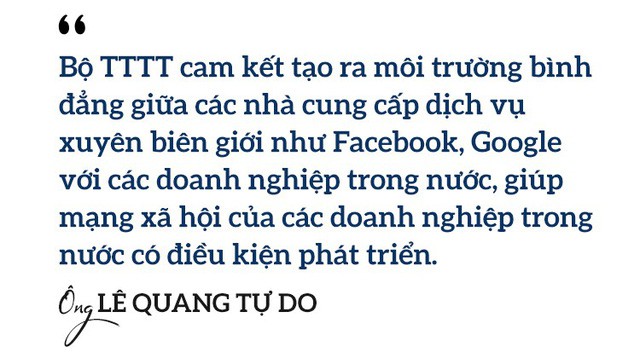 “
Bộ TTTT cam kết tạo ra môi trường bình
đẳng giữa các nhà cung cấp dịch vụ
xuyên biên giới như Facebook, Google
với các doanh nghiệp trong nước, giúp
mạng xã hội của các doanh nghiệp trong
nước có điều kiện phát triển.
Ông LÊ QUANG TỰ DO